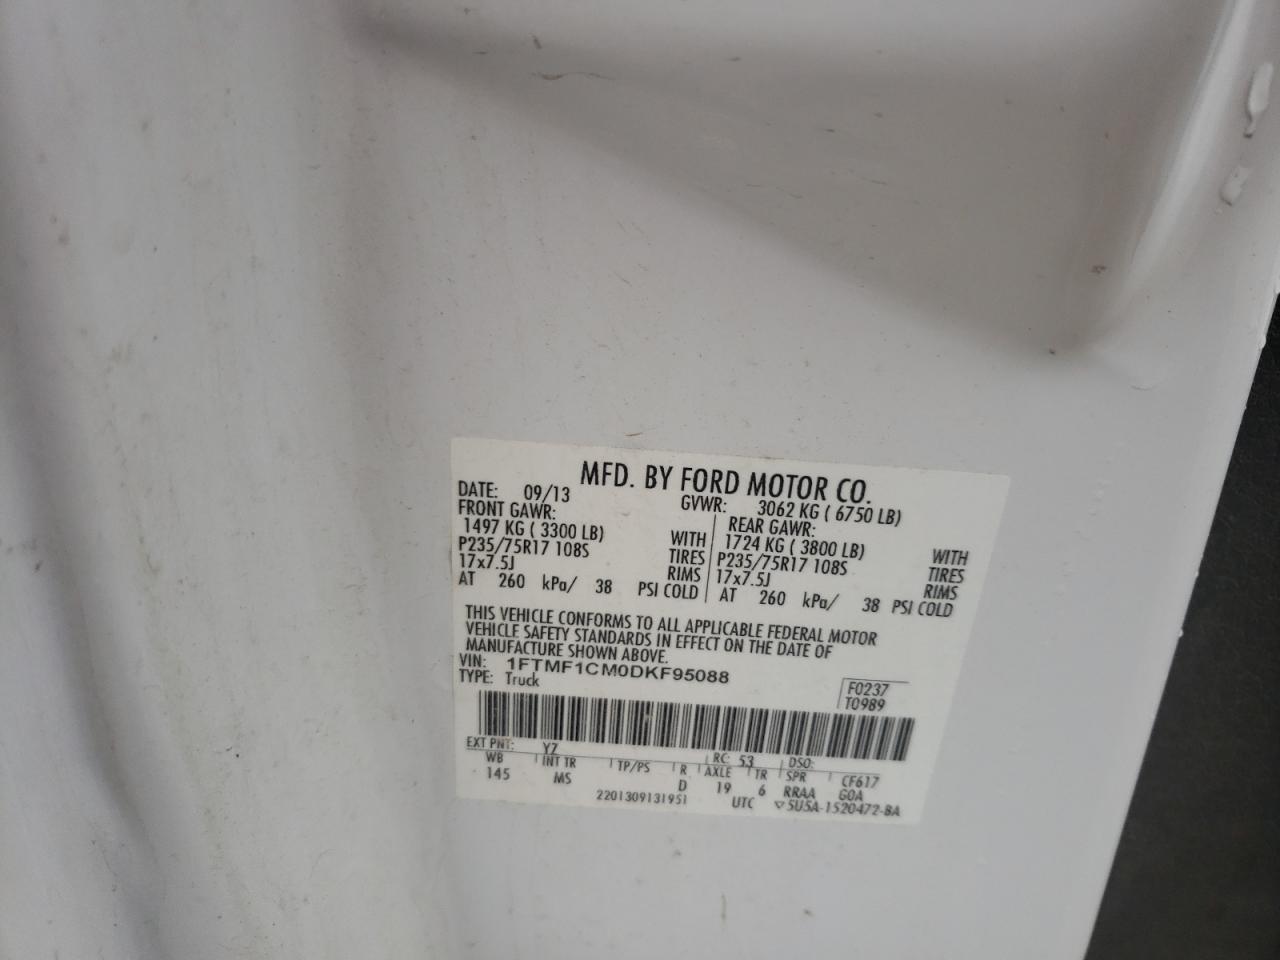 MFD. BY FORD MOTOR CO.
DATE: 09/13 GVWR: 3062 KG ( 6750 LB)
FRONT GAWR: REAR GAWR:
1497 KG ( 3300 LB) WITH 1724 KG ( 3800 LB) WITH
P235/75R17 108S TIRES P235/75R17 108S TIRES
17x7.5J RIMS 17x7.5J RIMS
AT 260 kPa/ 38 PSI COLD AT 260 kPa/ 38 PSI COLD
THIS VEHICLE CONFORMS TO ALL APPLICABLE FEDERAL MOTOR
VEHICLE SAFETY STANDARDS IN EFFECT ON THE DATE OF
MANUFACTURE SHOWN ABOVE.
VIN: 1FTMF1CM0DKF95088
TYPE: Truck F0237
T0989
EXT PNT: YZ RC: 53 DSO:
WB INT TR TP/PS R AXLE TR SPR CF617
145 MS D 19 6 RRAA GOA
2201309131951 UTC ▽5U5A-1520472-BA